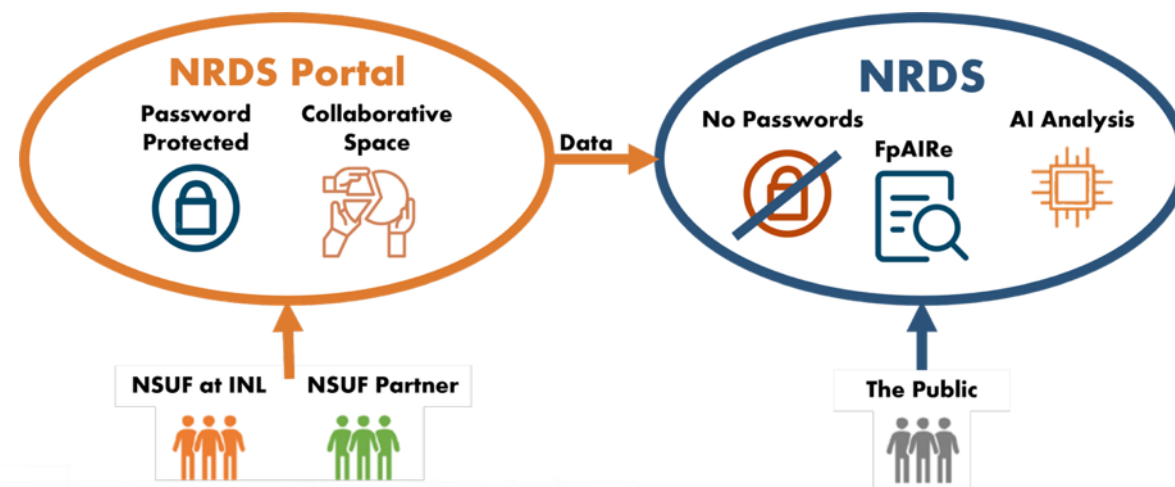 NRDS Portal
Password
Protected
Collaborative
Space
Data
NRDS
No Passwords
FpAIRe
AI Analysis
NSUF at INL
NSUF Partner
The Public